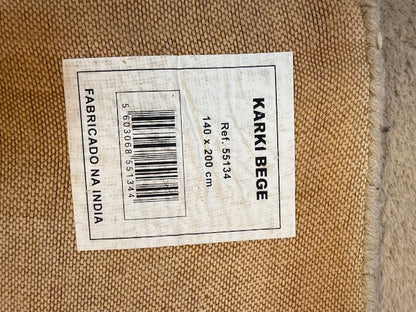 KARKI BEGE
Ref. 55134
140 x 200 cm
5 603068 551344
FABRICADO NA INDIA